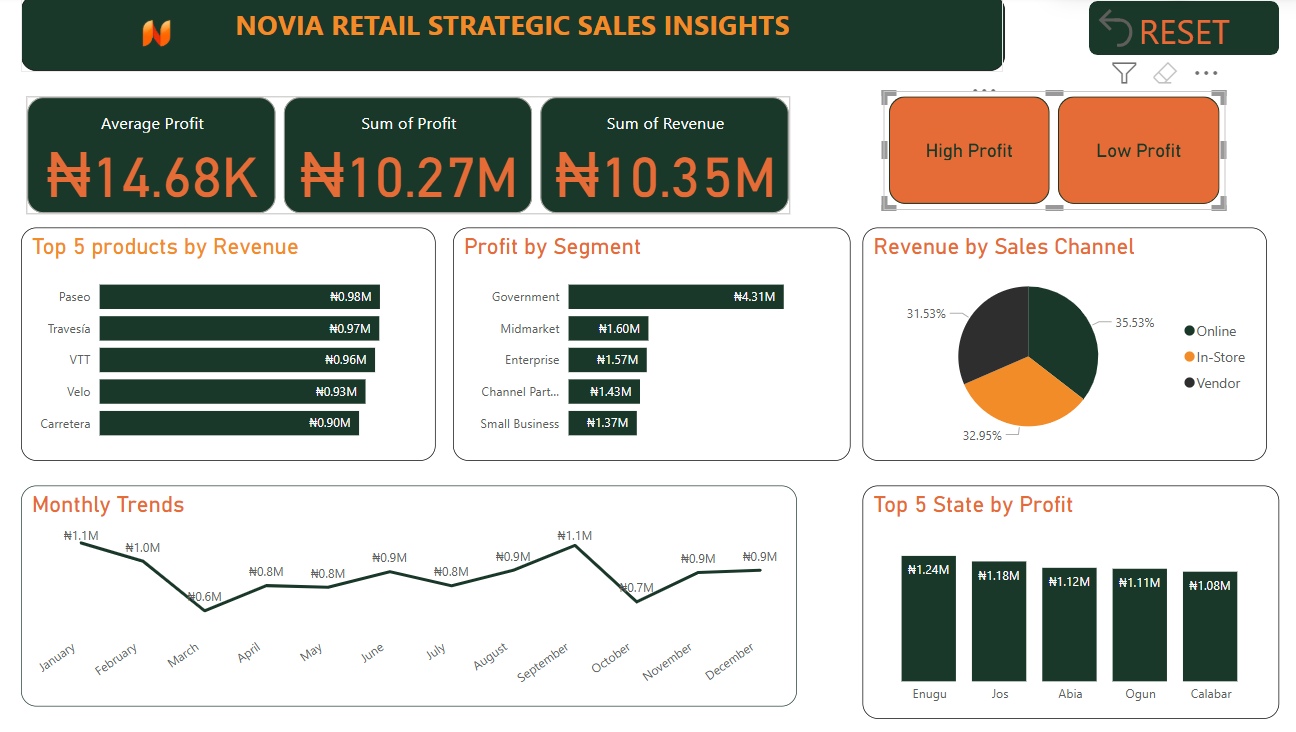 NOVIA RETAIL STRATEGIC SALES INSIGHTS
RESET
Average Profit
₦14.68K
Sum of Profit
₦10.27M
Sum of Revenue
₦10.35M
High Profit
Low Profit
Top 5 products by Revenue
Paseo ₦0.98M
Travesía ₦0.97M
VTT ₦0.96M
Velo ₦0.93M
Carretera ₦0.90M
Profit by Segment
Government ₦4.31M
Midmarket ₦1.60M
Enterprise ₦1.57M
Channel Part... ₦1.43M
Small Business ₦1.37M
Revenue by Sales Channel
31.53%
35.53%
32.95%
Online
In-Store
Vendor
Monthly Trends
₦1.1M ₦1.0M ₦0.6M ₦0.8M ₦0.8M ₦0.9M ₦0.8M ₦0.9M ₦1.1M ₦0.7M ₦0.9M ₦0.9M
January February March April May June July August September October November December
Top 5 State by Profit
₦1.24M ₦1.18M ₦1.12M ₦1.11M ₦1.08M
Enugu Jos Abia Ogun Calabar